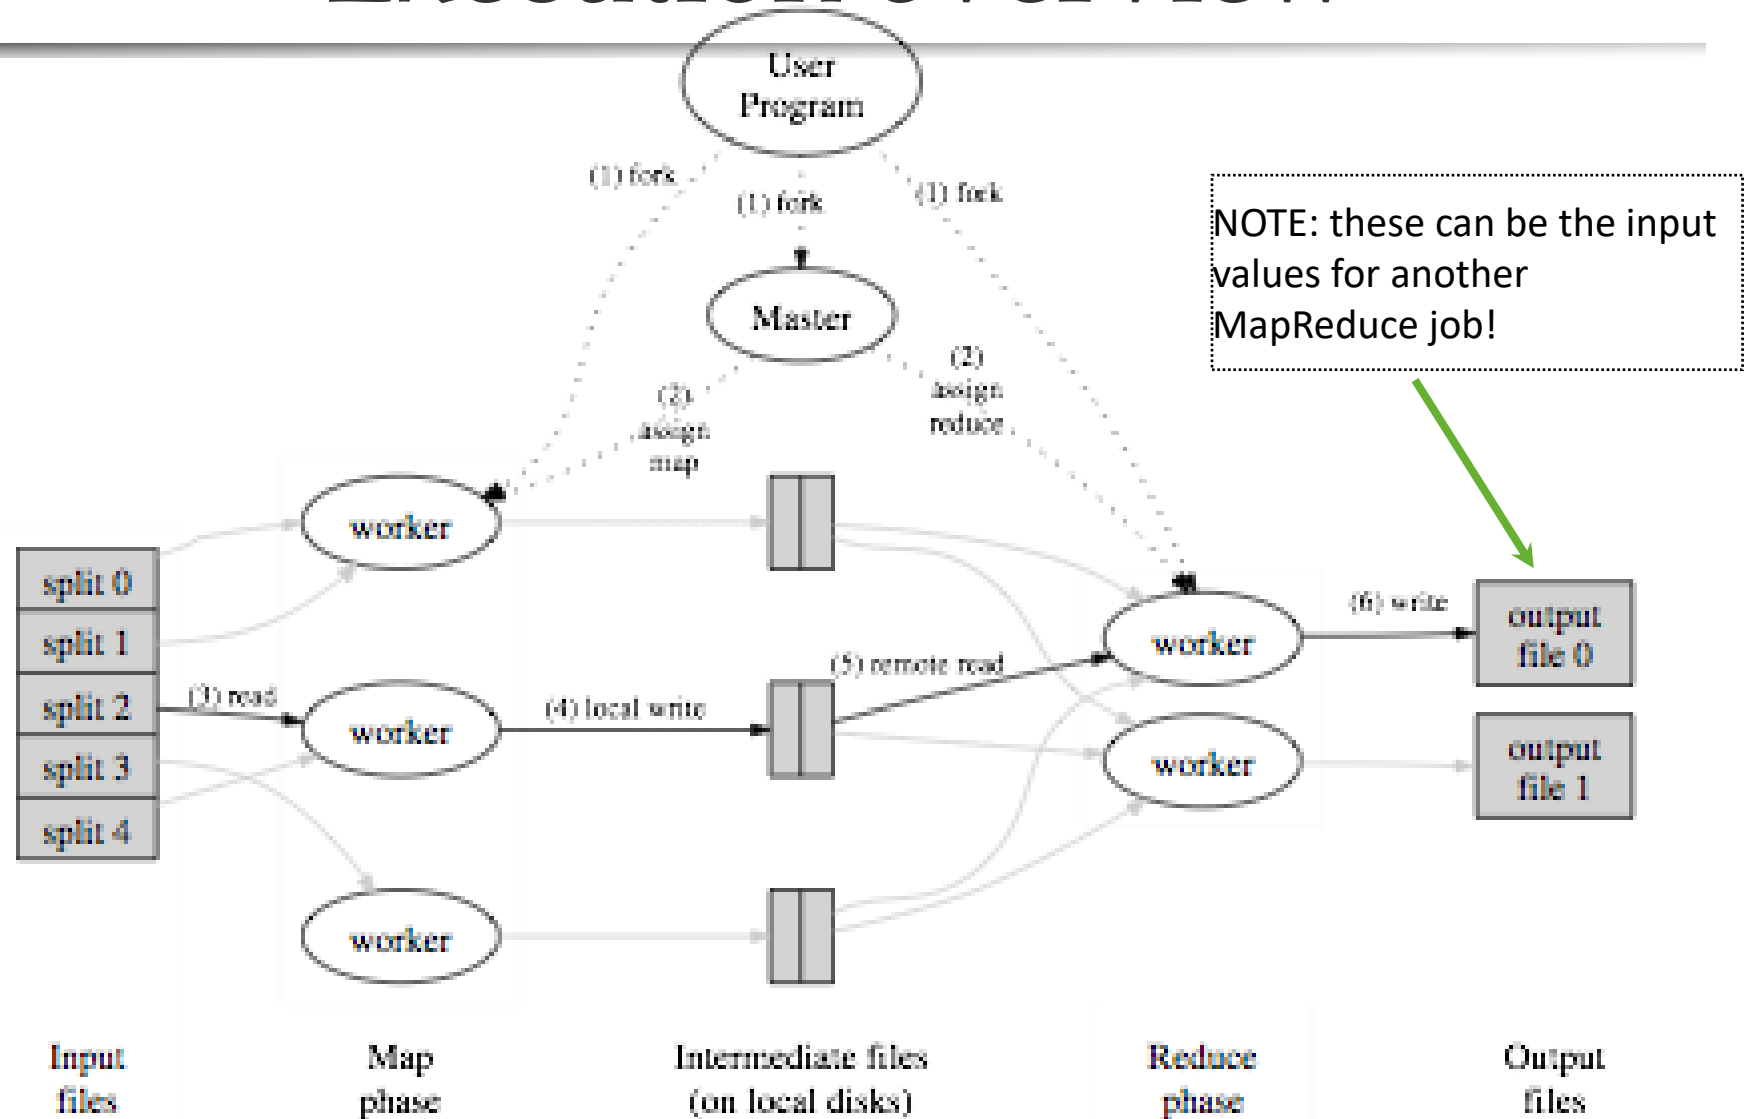 Execution overview
User
Program
(1) fork
(1) fork
(1) fork
NOTE: these can be the input
values for another
MapReduce job!
Master
(2)
assign
map
(2)
assign
reduce
worker
split 0
split 1
split 2
split 3
split 4
(3) read
worker
(4) local write
(5) remote read
worker
worker
worker
(6) write
output
file 0
output
file 1
Input
files
Map
phase
Intermediate files
(on local disks)
Reduce
phase
Output
files